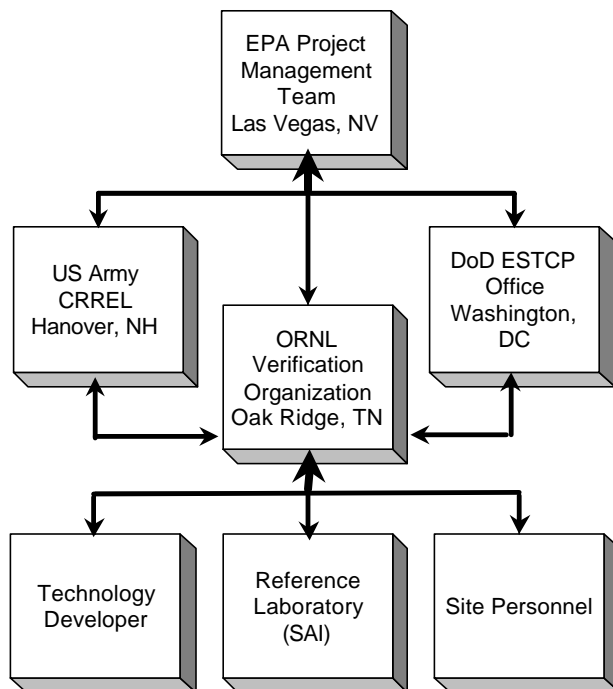 EPA Project
Management
Team
Las Vegas, NV
US Army
CRREL
Hanover, NH
DoD ESTCP
Office
Washington,
DC
ORNL
Verification
Organization
Oak Ridge, TN
Technology
Developer
Reference
Laboratory
(SAI)
Site Personnel